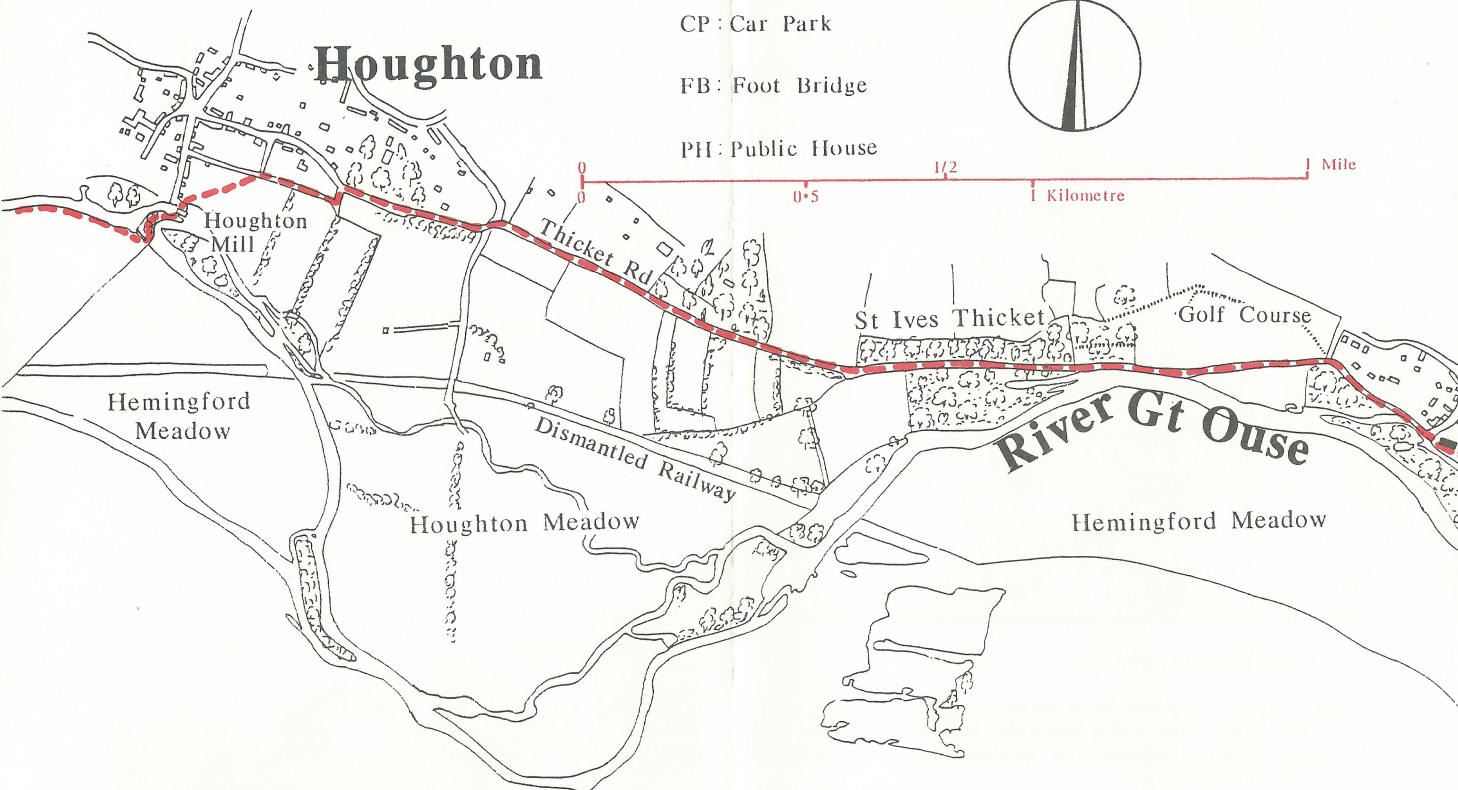 Houghton
CP: Car Park
FB: Foot Bridge
PH: Public House
0 1/2 1 Mile
0 0·5 1 Kilometre
Houghton
Mill
Thicket Rd
St Ives Thicket
Golf Course
Hemingford
Meadow
River Gt Ouse
Dismantled Railway
Houghton Meadow
Hemingford Meadow